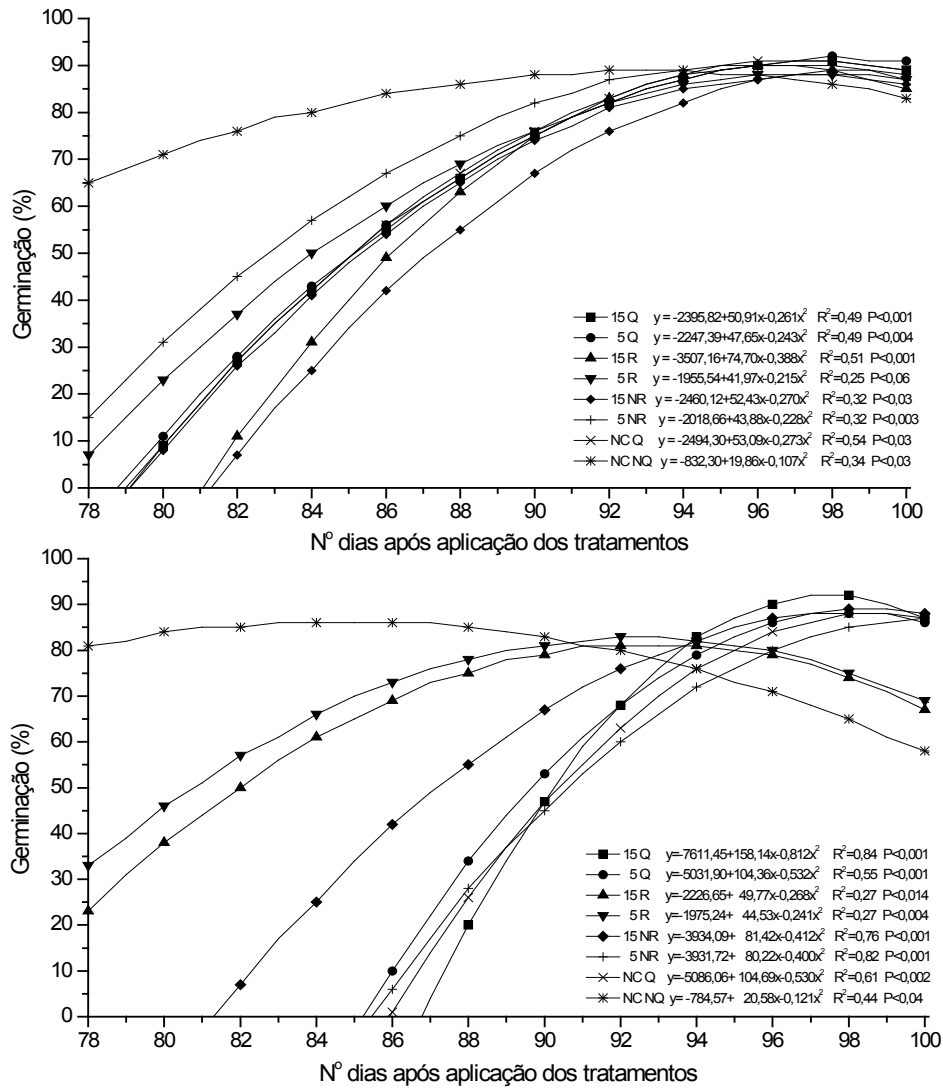 100
90
80
70
60
50
40
30
20
10
0
Germinação (%)
15 Q y = -2395,82+50,91x-0,261x² R²=0,49 P<0,001
5 Q y = -2247,39+47,65x-0,243x² R²=0,49 P<0,004
15 R y = -3507,16+74,70x-0,388x² R²=0,51 P<0,001
5 R y = -1955,54+41,97x-0,215x² R²=0,25 P<0,06
15 NR y = -2460,12+52,43x-0,270x² R²=0,32 P<0,03
5 NR y = -2018,66+43,88x-0,228x² R²=0,32 P<0,003
NC Q y = -2494,30+53,09x-0,273x² R²=0,54 P<0,03
NC NQ y = -832,30+19,86x-0,107x² R²=0,34 P<0,03
78 80 82 84 86 88 90 92 94 96 98 100
Nº dias após aplicação dos tratamentos
100
90
80
70
60
50
40
30
20
10
0
Germinação (%)
15 Q y=-7611,45+158,14x-0,812x² R²=0,84 P<0,001
5 Q y=-5031,90+104,36x-0,532x² R²=0,55 P<0,001
15 R y=-2226,65+ 49,77x-0,268x² R²=0,27 P<0,014
5 R y=-1975,24+ 44,53x-0,241x² R²=0,27 P<0,004
15 NR y=-3934,09+ 81,42x-0,412x² R²=0,76 P<0,001
5 NR y=-3931,72+ 80,22x-0,400x² R²=0,82 P<0,001
NC Q y=-5086,06+104,69x-0,530x² R²=0,61 P<0,002
NC NQ y= -784,57+ 20,58x-0,121x² R²=0,44 P<0,04
78 80 82 84 86 88 90 92 94 96 98 100
Nº dias após aplicação dos tratamentos